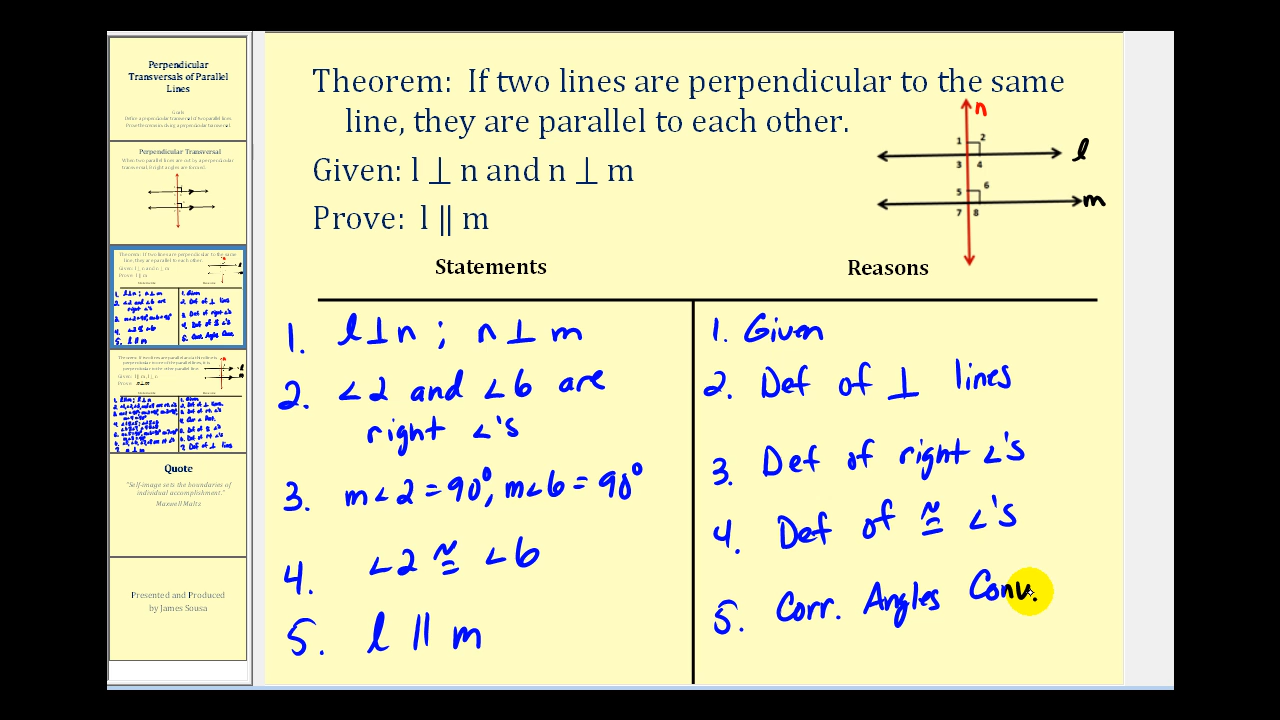 Perpendicular
Transversals of Parallel
Lines
Goals
Perpendicular Transversal
Quote
"Self-image sets the boundaries of
individual accomplishment."
Maxwell Maltz
Presented and Produced
by James Sousa
Theorem: If two lines are perpendicular to the same
line, they are parallel to each other.
Given: l ⊥ n and n ⊥ m
Prove: l || m
n
1 2
l
3 4
5 6
m
7 8
Statements Reasons
1. l⊥n ; n⊥m 1. Given
2. ∠2 and ∠6 are 2. Def of ⊥ lines
right ∠'s
3. m∠2=90°, m∠6=90° 3. Def of right ∠'s
4. ∠2 ≅ ∠6 4. Def of ≅ ∠'s
5. l || m 5. Corr. Angles Conv.